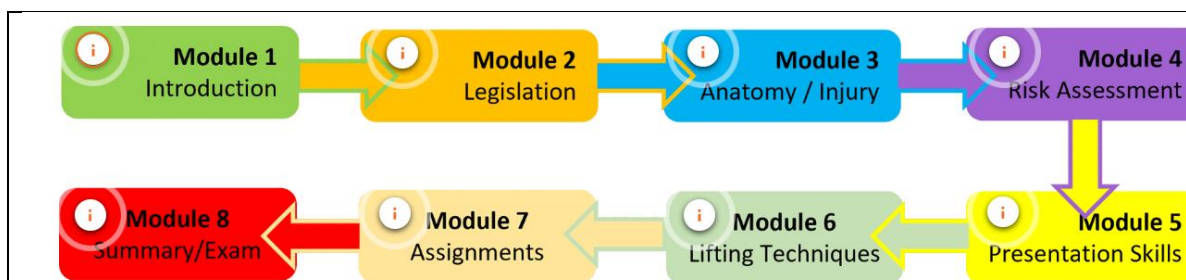 Module 1
Introduction
Module 2
Legislation
Module 3
Anatomy / Injury
Module 4
Risk Assessment
Module 8
Summary/Exam
Module 7
Assignments
Module 6
Lifting Techniques
Module 5
Presentation Skills